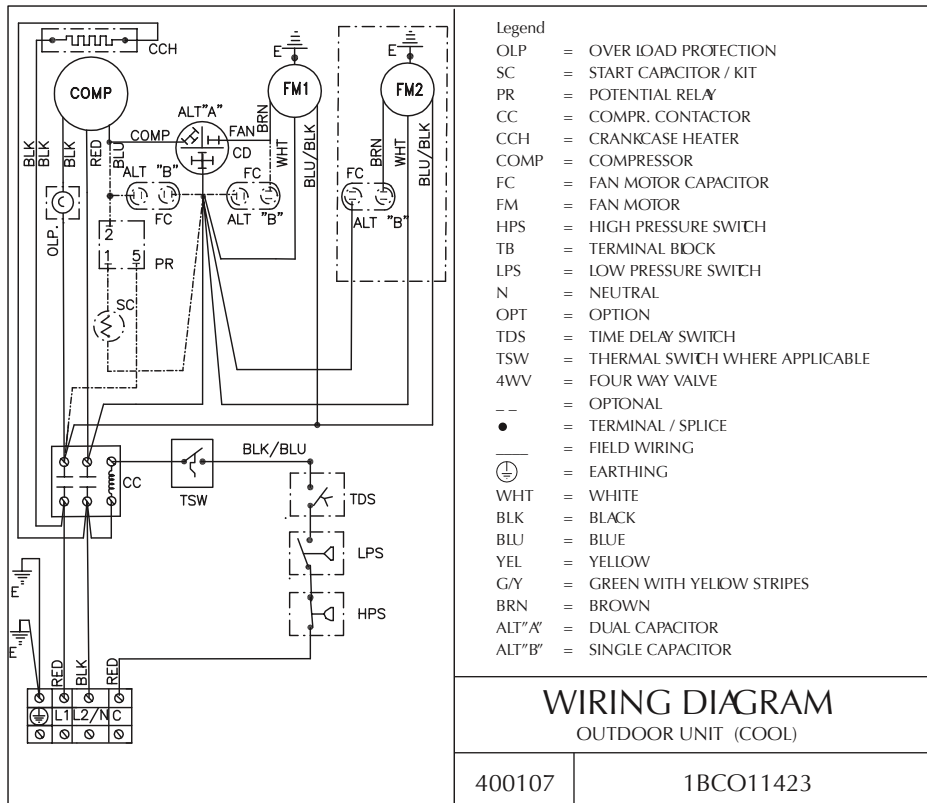 CCH
COMP
E
FM1
E
FM2
ALT"A"
COMP
FAN
CD
BRN
WHT
BLU/BLK
BRN
WHT
BLU/BLK
BLK
BLK
BLK
RED
BLU
ALT "B"
FC
FC
ALT "B"
FC
ALT "B"
C
OLP.
2
1 5
PR
SC
CC
TSW
BLK/BLU
TDS
LPS
HPS
E
E
RED
BLK
RED
L1 L2/N C
Legend
OLP = OVER LOAD PROTECTION
SC = START CAPACITOR / KIT
PR = POTENTIAL RELAY
CC = COMPR. CONTACTOR
CCH = CRANKCASE HEATER
COMP = COMPRESSOR
FC = FAN MOTOR CAPACITOR
FM = FAN MOTOR
HPS = HIGH PRESSURE SWITCH
TB = TERMINAL BLOCK
LPS = LOW PRESSURE SWITCH
N = NEUTRAL
OPT = OPTION
TDS = TIME DELAY SWITCH
TSW = THERMAL SWITCH WHERE APPLICABLE
4WV = FOUR WAY VALVE
_ _ = OPTONAL
● = TERMINAL / SPLICE
___ = FIELD WIRING
= EARTHING
WHT = WHITE
BLK = BLACK
BLU = BLUE
YEL = YELLOW
G/Y = GREEN WITH YELLOW STRIPES
BRN = BROWN
ALT"A" = DUAL CAPACITOR
ALT"B" = SINGLE CAPACITOR
WIRING DIAGRAM
OUTDOOR UNIT (COOL)
400107
1BCO11423